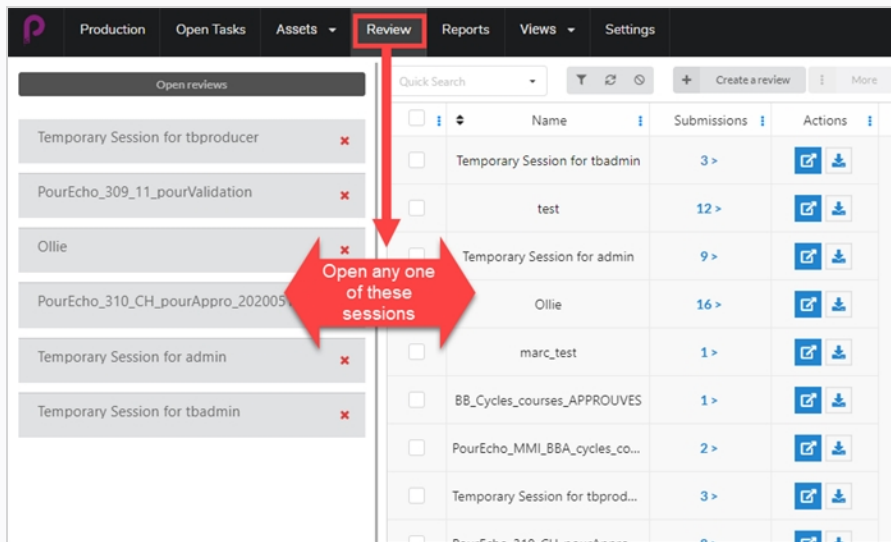 Production Open Tasks Assets Review Reports Views Settings
Open reviews
Temporary Session for tbproducer
PourEcho_309_11_pourValidation
Ollie
PourEcho_310_CH_pourAppro_202005
Temporary Session for admin
Temporary Session for tbadmin
Open any one
of these
sessions
Quick Search Create a review More
Name Submissions Actions
Temporary Session for tbadmin 3 >
test 12 >
Temporary Session for admin 9 >
Ollie 16 >
marc_test 1 >
BB_Cycles_courses_APPROUVES 1 >
PourEcho_MMI_BBA_cycles_co... 2 >
Temporary Session for tbprod... 3 >